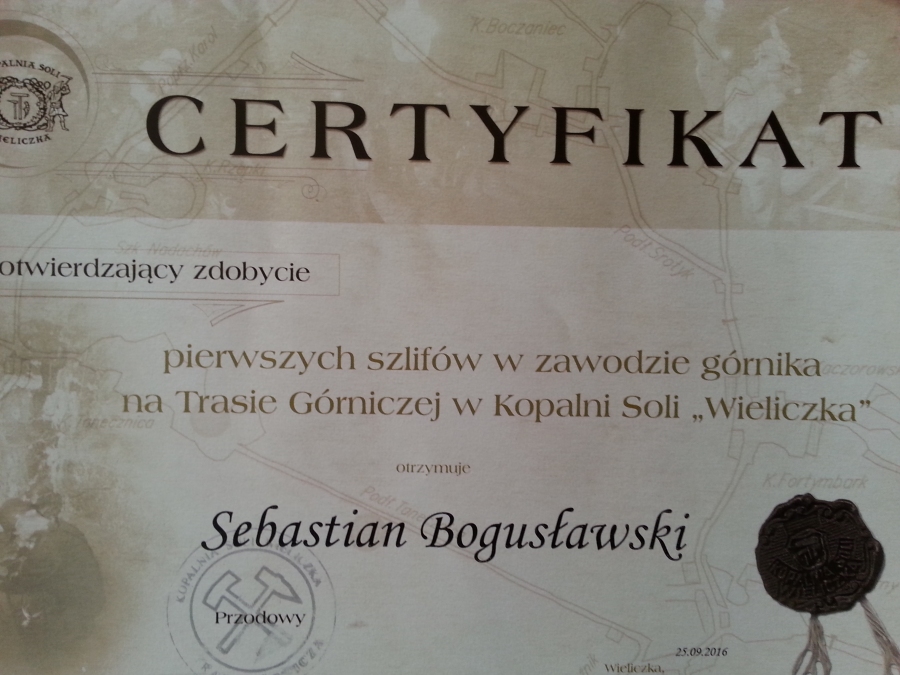 KOPALNIA SOLI
WIELICZKA
CERTYFIKAT
K. Boczaniec
otwierdzający zdobycie
pierwszych szlifów w zawodzie górnika
na Trasie Górniczej w Kopalni Soli „Wieliczka”
otrzymuje
Sebastian Bogusławski
K. Fortymbark
Przodowy
25.09.2016
Wieliczka,